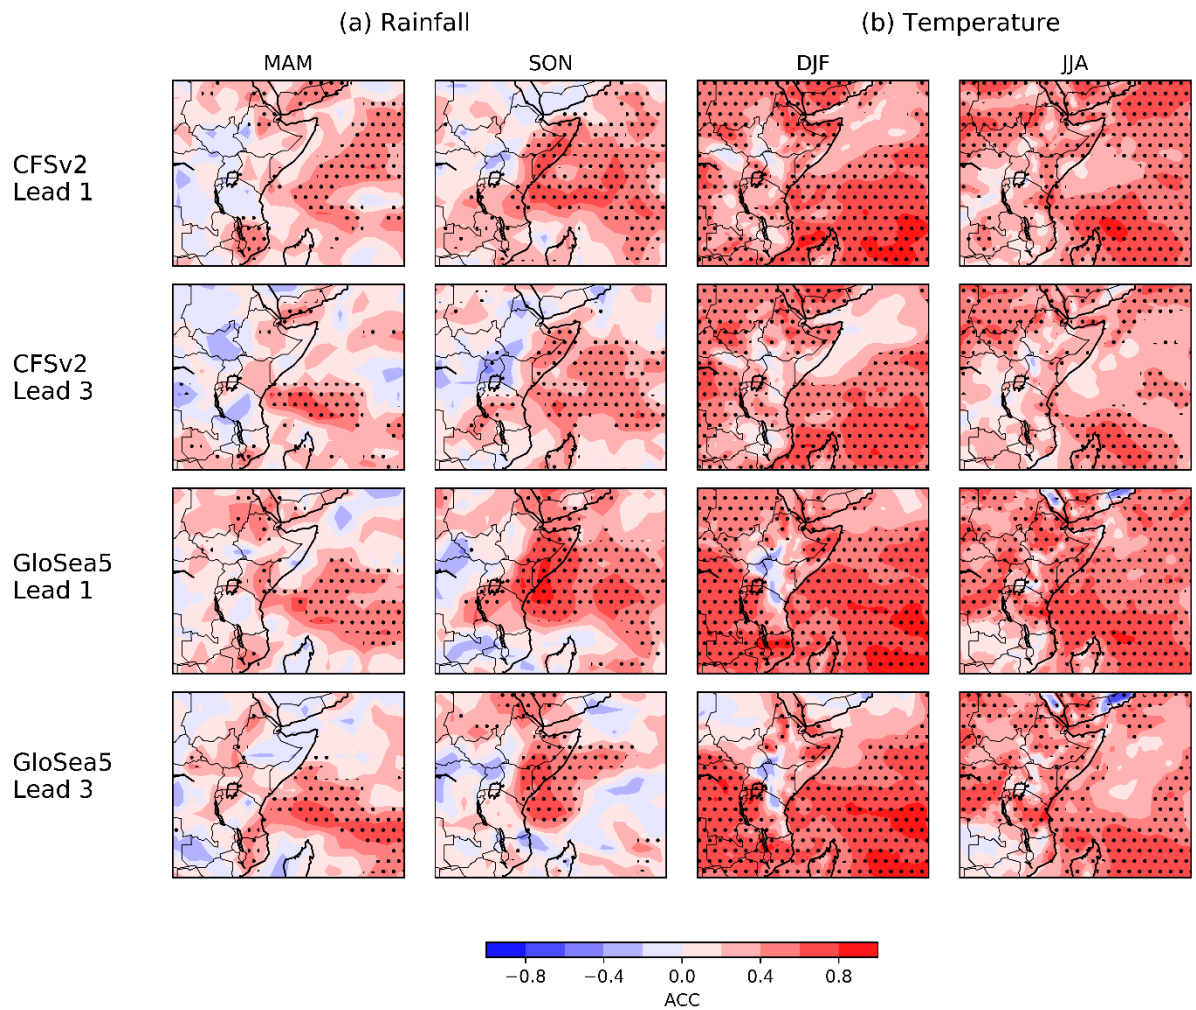 (a) Rainfall
(b) Temperature
MAM
SON
DJF
JJA
CFSv2
Lead 1
CFSv2
Lead 3
GloSea5
Lead 1
GloSea5
Lead 3
−0.8
−0.4
0.0
0.4
0.8
ACC